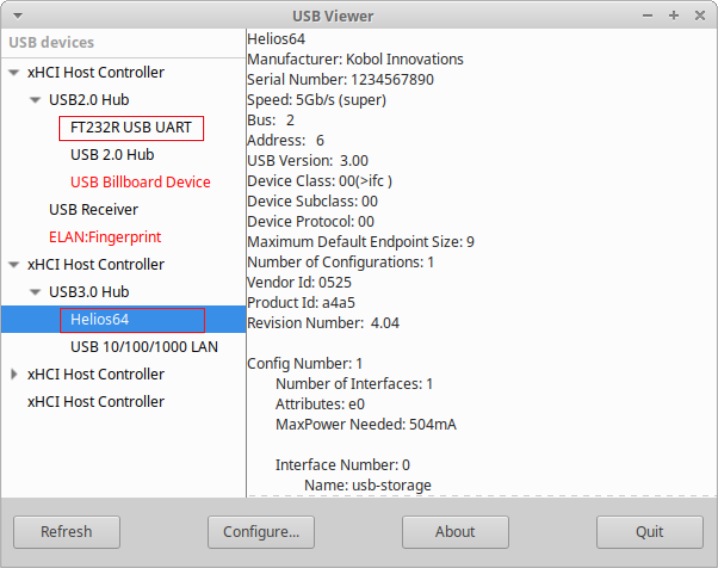 USB Viewer
USB devices
xHCI Host Controller
USB2.0 Hub
FT232R USB UART
USB 2.0 Hub
USB Billboard Device
USB Receiver
ELAN:Fingerprint
xHCI Host Controller
USB3.0 Hub
Helios64
USB 10/100/1000 LAN
xHCI Host Controller
xHCI Host Controller
Helios64
Manufacturer: Kobol Innovations
Serial Number: 1234567890
Speed: 5Gb/s (super)
Bus:   2
Address:   6
USB Version:  3.00
Device Class: 00(>ifc )
Device Subclass: 00
Device Protocol: 00
Maximum Default Endpoint Size: 9
Number of Configurations: 1
Vendor Id: 0525
Product Id: a4a5
Revision Number:  4.04
Config Number: 1
Number of Interfaces: 1
Attributes: e0
MaxPower Needed: 504mA
Interface Number: 0
Name: usb-storage
Refresh
Configure...
About
Quit